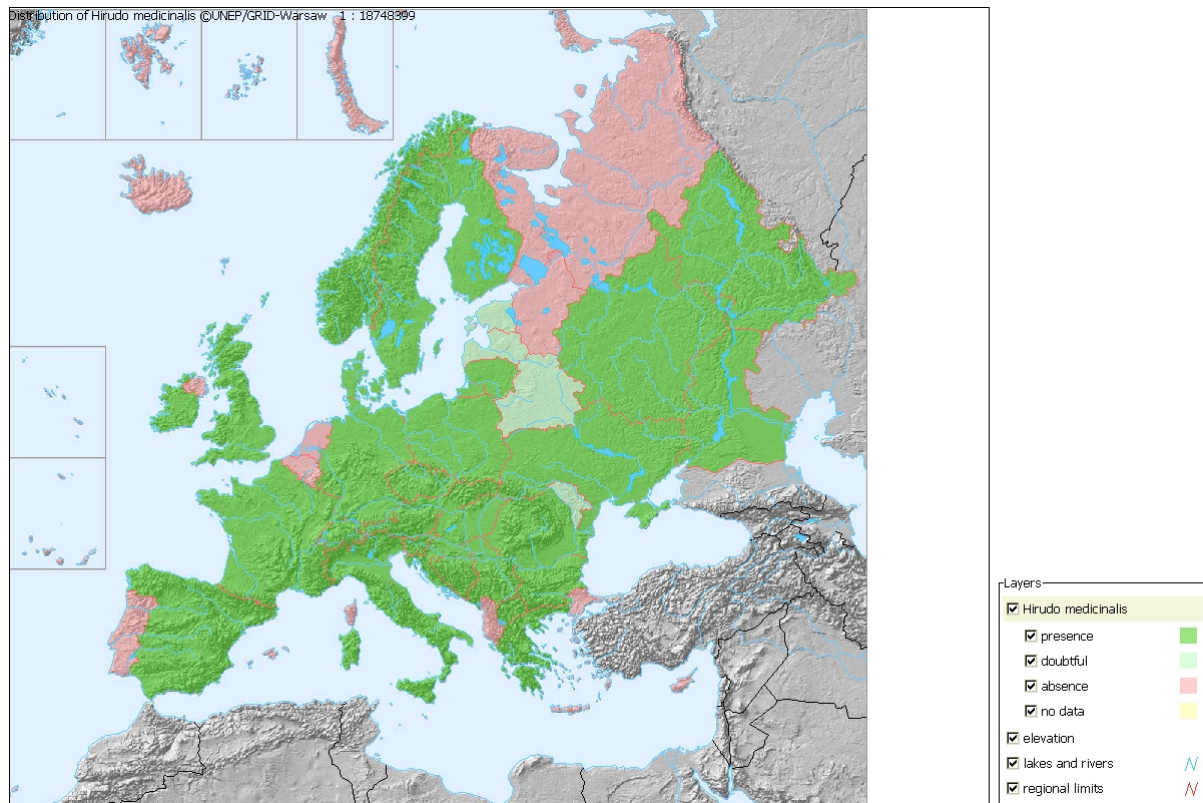 Distribution of Hirudo medicinalis ©UNEP/GRID-Warsaw 1 : 18748399
Layers
Hirudo medicinalis
presence
doubtful
absence
no data
elevation
lakes and rivers
regional limits